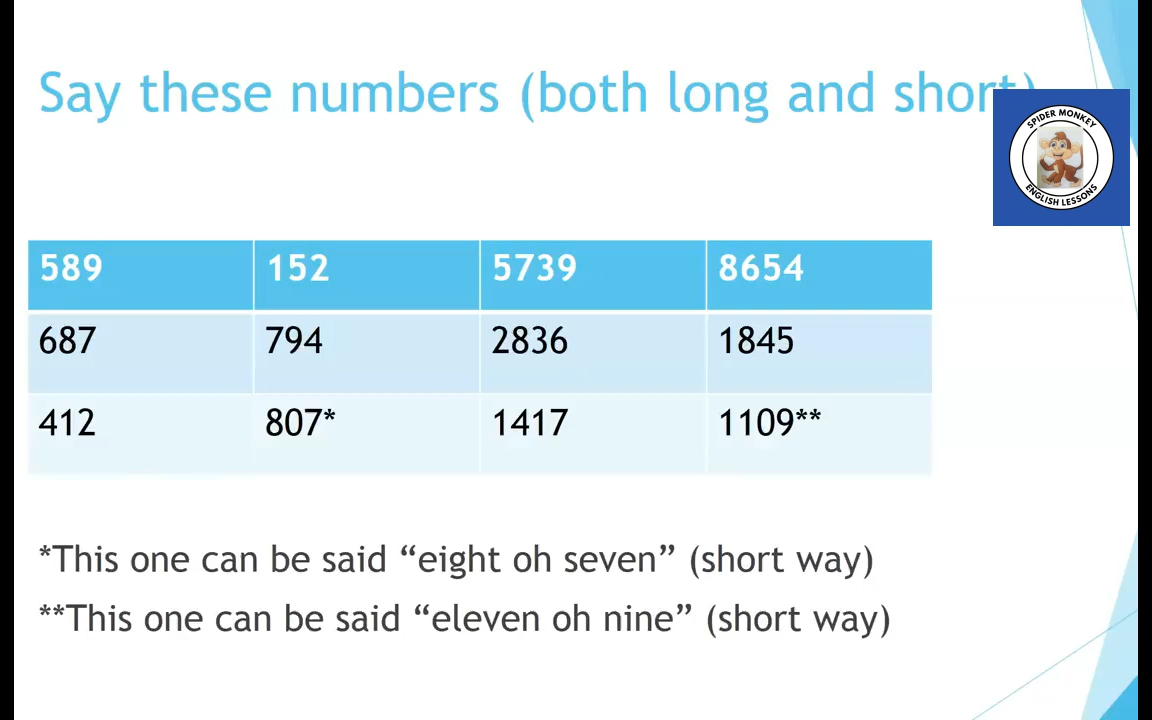 Say these numbers (both long and short)
SPIDER MONKEY
ENGLISH LESSONS
589 152 5739 8654
687 794 2836 1845
412 807* 1417 1109**
*This one can be said “eight oh seven” (short way)
**This one can be said “eleven oh nine” (short way)